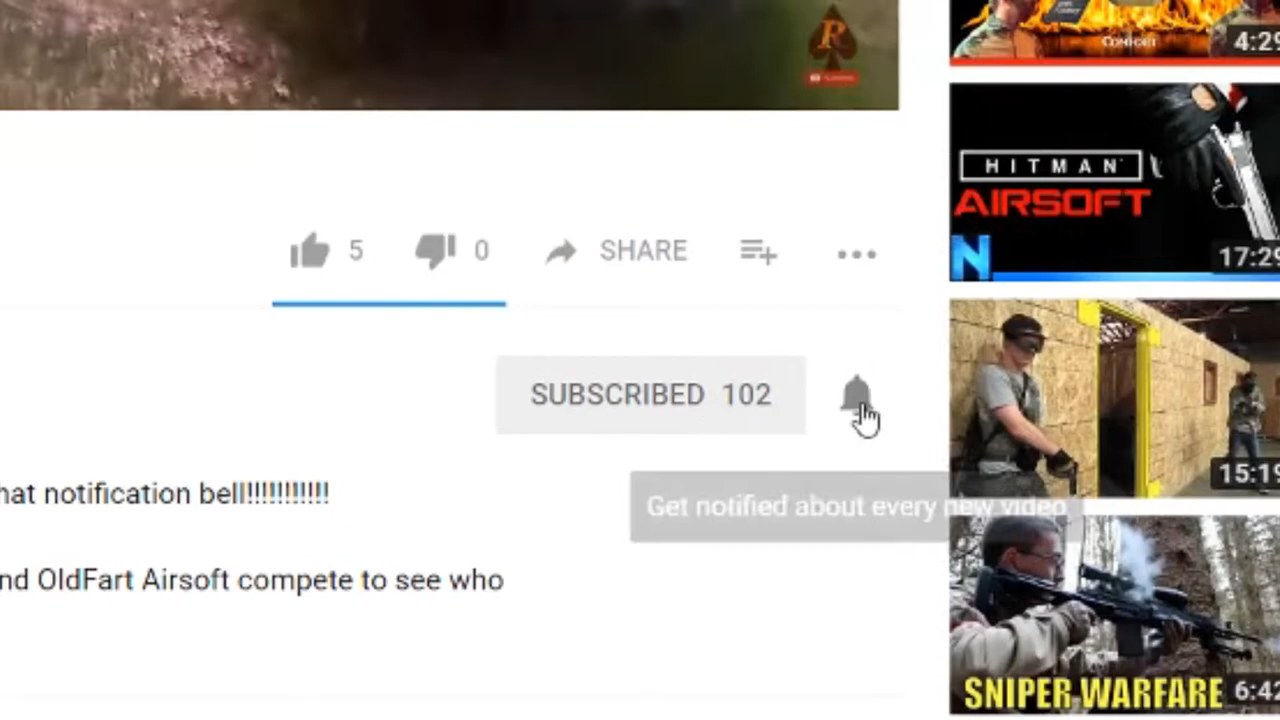 P
4:29
HITMAN
AIRSOFT
N
17:29
5 0 SHARE
SUBSCRIBED 102
15:19
hat notification bell!!!!!!!!!!!
Get notified about every new video
nd OldFart Airsoft compete to see who
SNIPER WARFARE 6:42